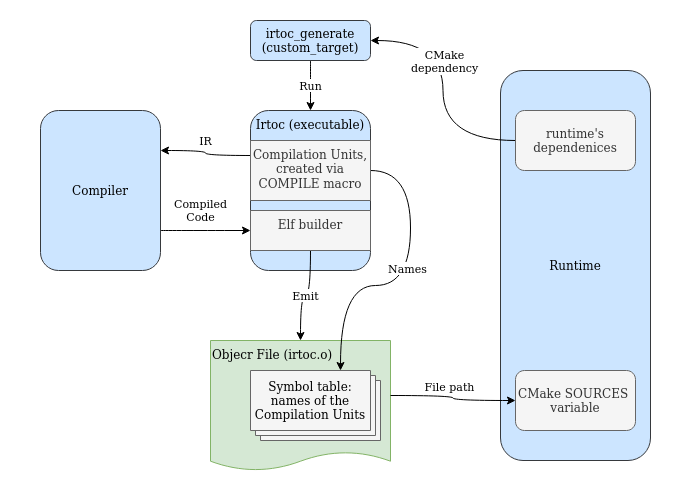 irtoc_generate
(custom_target)
CMake
dependency
Run
Irtoc (executable)
runtime's
dependenices
IR
Compilation Units,
created via
COMPILE macro
Compiler
Compiled
Code
Elf builder
Names
Runtime
Emit
Objecr File (irtoc.o)
Symbol table:
names of the
Compilation Units
File path
CMake SOURCES
variable